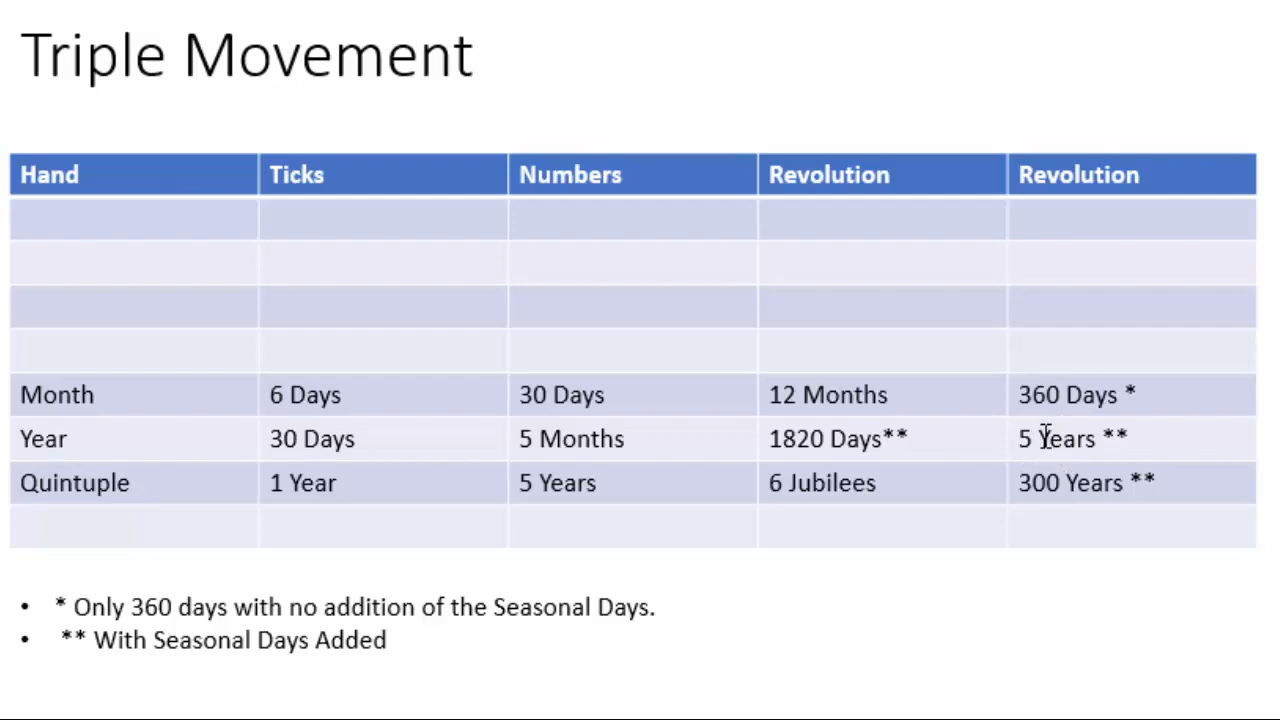 Triple Movement
Hand Ticks Numbers Revolution Revolution
Month 6 Days 30 Days 12 Months 360 Days *
Year 30 Days 5 Months 1820 Days** 5 Years **
Quintuple 1 Year 5 Years 6 Jubilees 300 Years **
• * Only 360 days with no addition of the Seasonal Days.
• ** With Seasonal Days Added